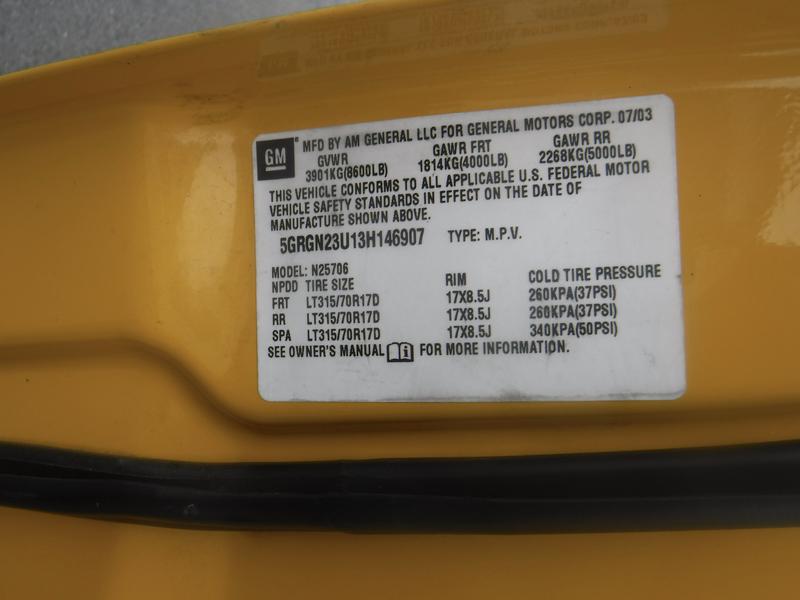 GM
MFD BY AM GENERAL LLC FOR GENERAL MOTORS CORP. 07/03
GVWR GAWR FRT GAWR RR
3901KG(8600LB) 1814KG(4000LB) 2268KG(5000LB)
THIS VEHICLE CONFORMS TO ALL APPLICABLE U.S. FEDERAL MOTOR
VEHICLE SAFETY STANDARDS IN EFFECT ON THE DATE OF
MANUFACTURE SHOWN ABOVE.
5GRGN23U13H146907 TYPE: M.P.V.
MODEL: N25706
NPDD TIRE SIZE RIM COLD TIRE PRESSURE
FRT LT315/70R17D 17X8.5J 260KPA(37PSI)
RR LT315/70R17D 17X8.5J 260KPA(37PSI)
SPA LT315/70R17D 17X8.5J 340KPA(50PSI)
SEE OWNER'S MANUAL FOR MORE INFORMATION.